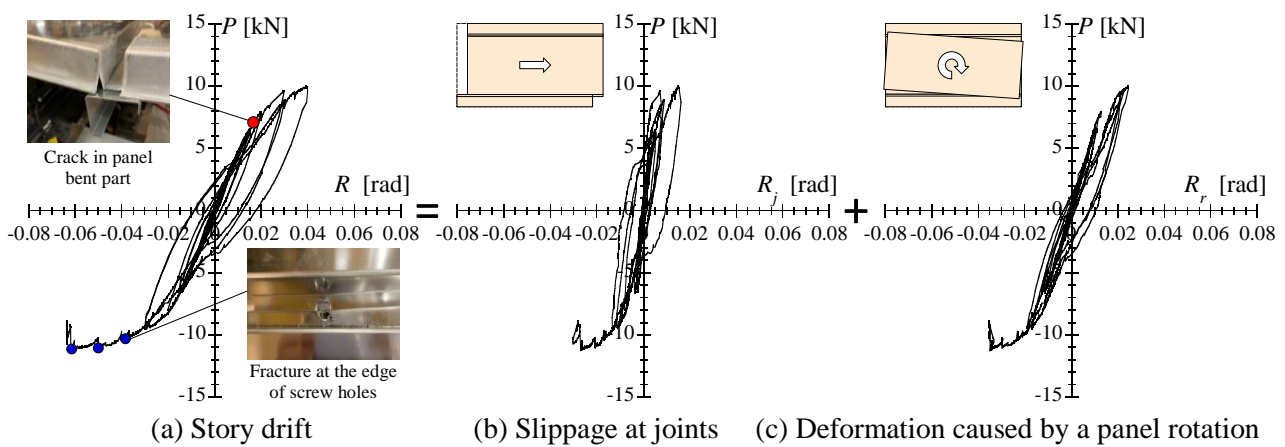 15 P [kN]
10
5
0
-5
-10
-15
R [rad]
-0.08 -0.06 -0.04 -0.02 0.02 0.04 0.06 0.08
Crack in panel
bent part
Fracture at the edge
of screw holes
(a) Story drift
=
15 P [kN]
10
5
0
-5
-10
-15
R_j [rad]
-0.08 -0.06 -0.04 -0.02 0.02 0.04 0.06 0.08
(b) Slippage at joints
+
15 P [kN]
10
5
0
-5
-10
-15
R_r [rad]
-0.08 -0.06 -0.04 -0.02 0.02 0.04 0.06 0.08
(c) Deformation caused by a panel rotation